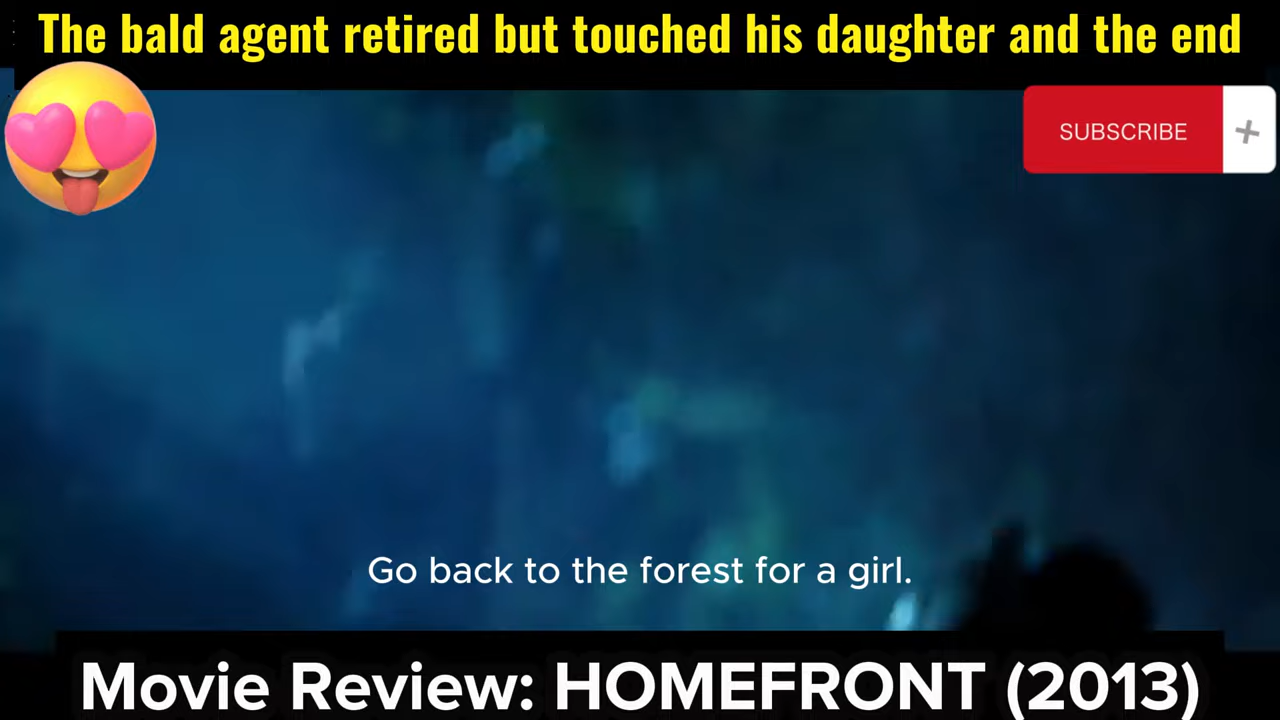 The bald agent retired but touched his daughter and the end
SUBSCRIBE
Go back to the forest for a girl.
Movie Review: HOMEFRONT (2013)